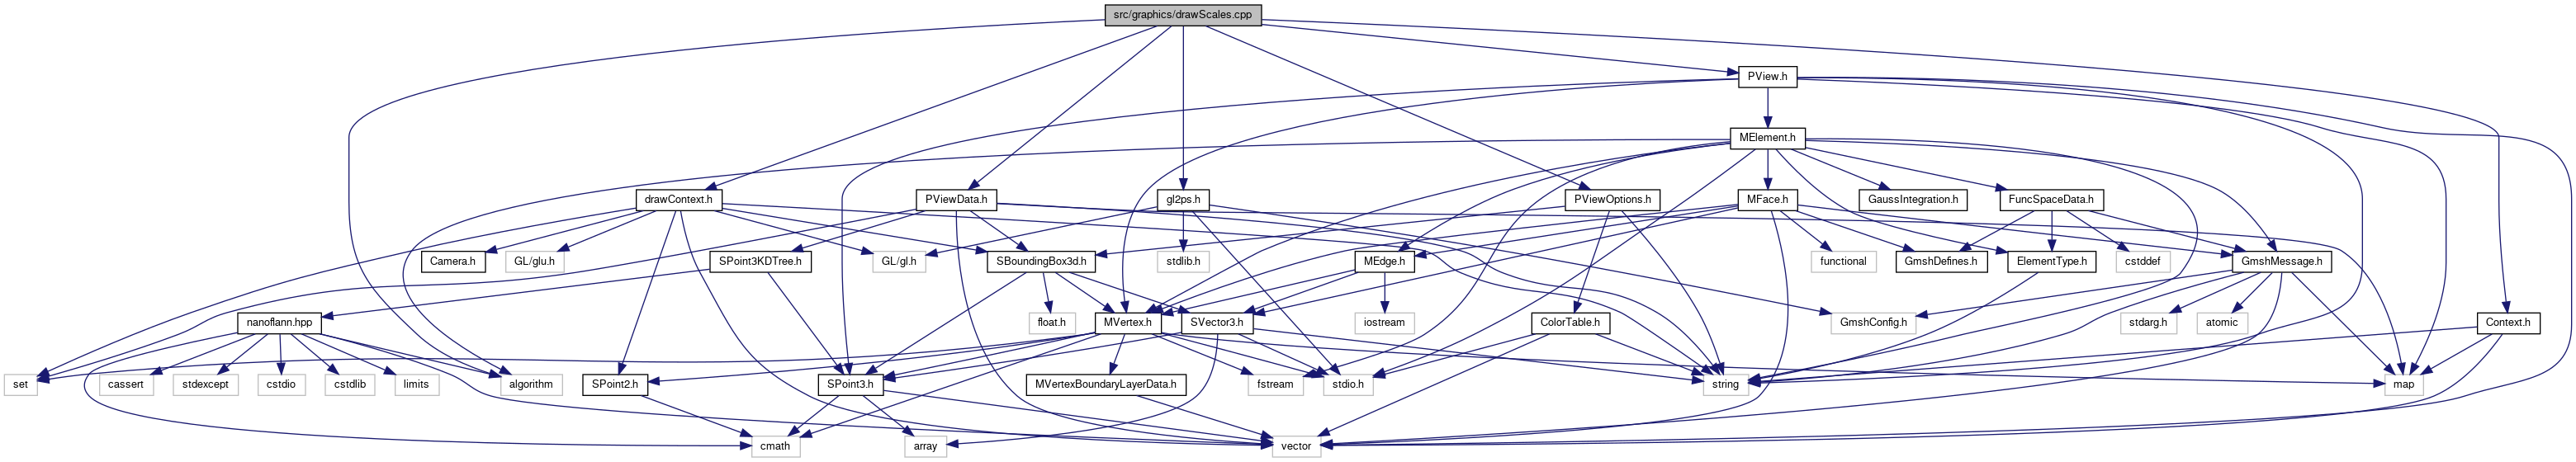 src/graphics/drawScales.cpp
PView.h
MElement.h
drawContext.h
PViewData.h
gl2ps.h
PViewOptions.h
MFace.h
GaussIntegration.h
FuncSpaceData.h
Camera.h
GL/glu.h
SPoint3KDTree.h
GL/gl.h
SBoundingBox3d.h
stdlib.h
MEdge.h
functional
GmshDefines.h
ElementType.h
cstddef
GmshMessage.h
nanoflann.hpp
float.h
MVertex.h
SVector3.h
iostream
ColorTable.h
GmshConfig.h
stdarg.h
atomic
Context.h
set
cassert
stdexcept
cstdio
cstdlib
limits
algorithm
SPoint2.h
SPoint3.h
MVertexBoundaryLayerData.h
fstream
stdio.h
string
map
cmath
array
vector